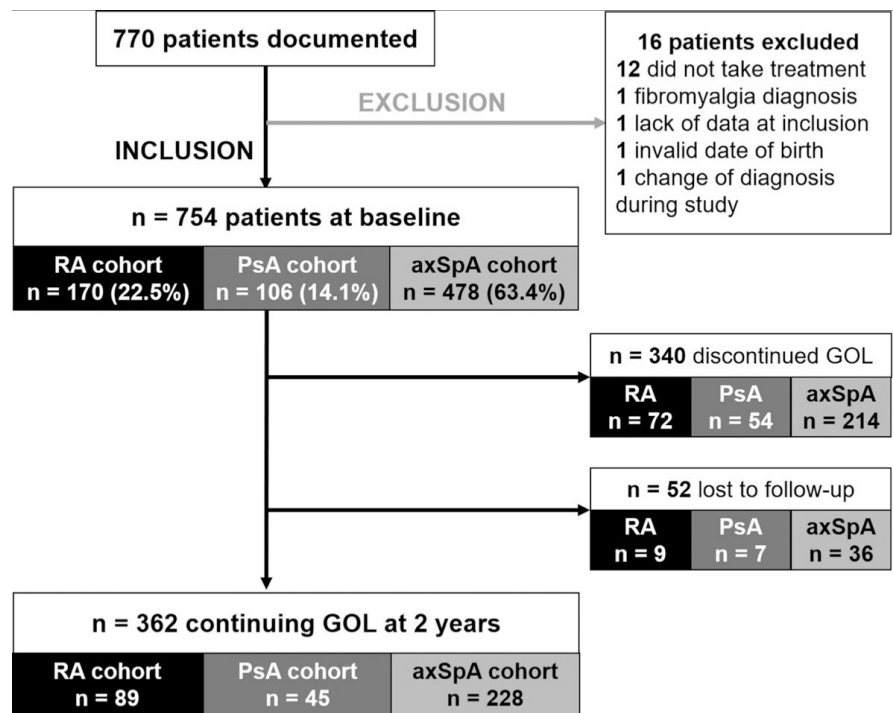 770 patients documented
16 patients excluded
12 did not take treatment
1 fibromyalgia diagnosis
1 lack of data at inclusion
1 invalid date of birth
1 change of diagnosis
during study
EXCLUSION
INCLUSION
n = 754 patients at baseline
RA cohort
n = 170 (22.5%)
PsA cohort
n = 106 (14.1%)
axSpA cohort
n = 478 (63.4%)
n = 340 discontinued GOL
RA
n = 72
PsA
n = 54
axSpA
n = 214
n = 52 lost to follow-up
RA
n = 9
PsA
n = 7
axSpA
n = 36
n = 362 continuing GOL at 2 years
RA cohort
n = 89
PsA cohort
n = 45
axSpA cohort
n = 228